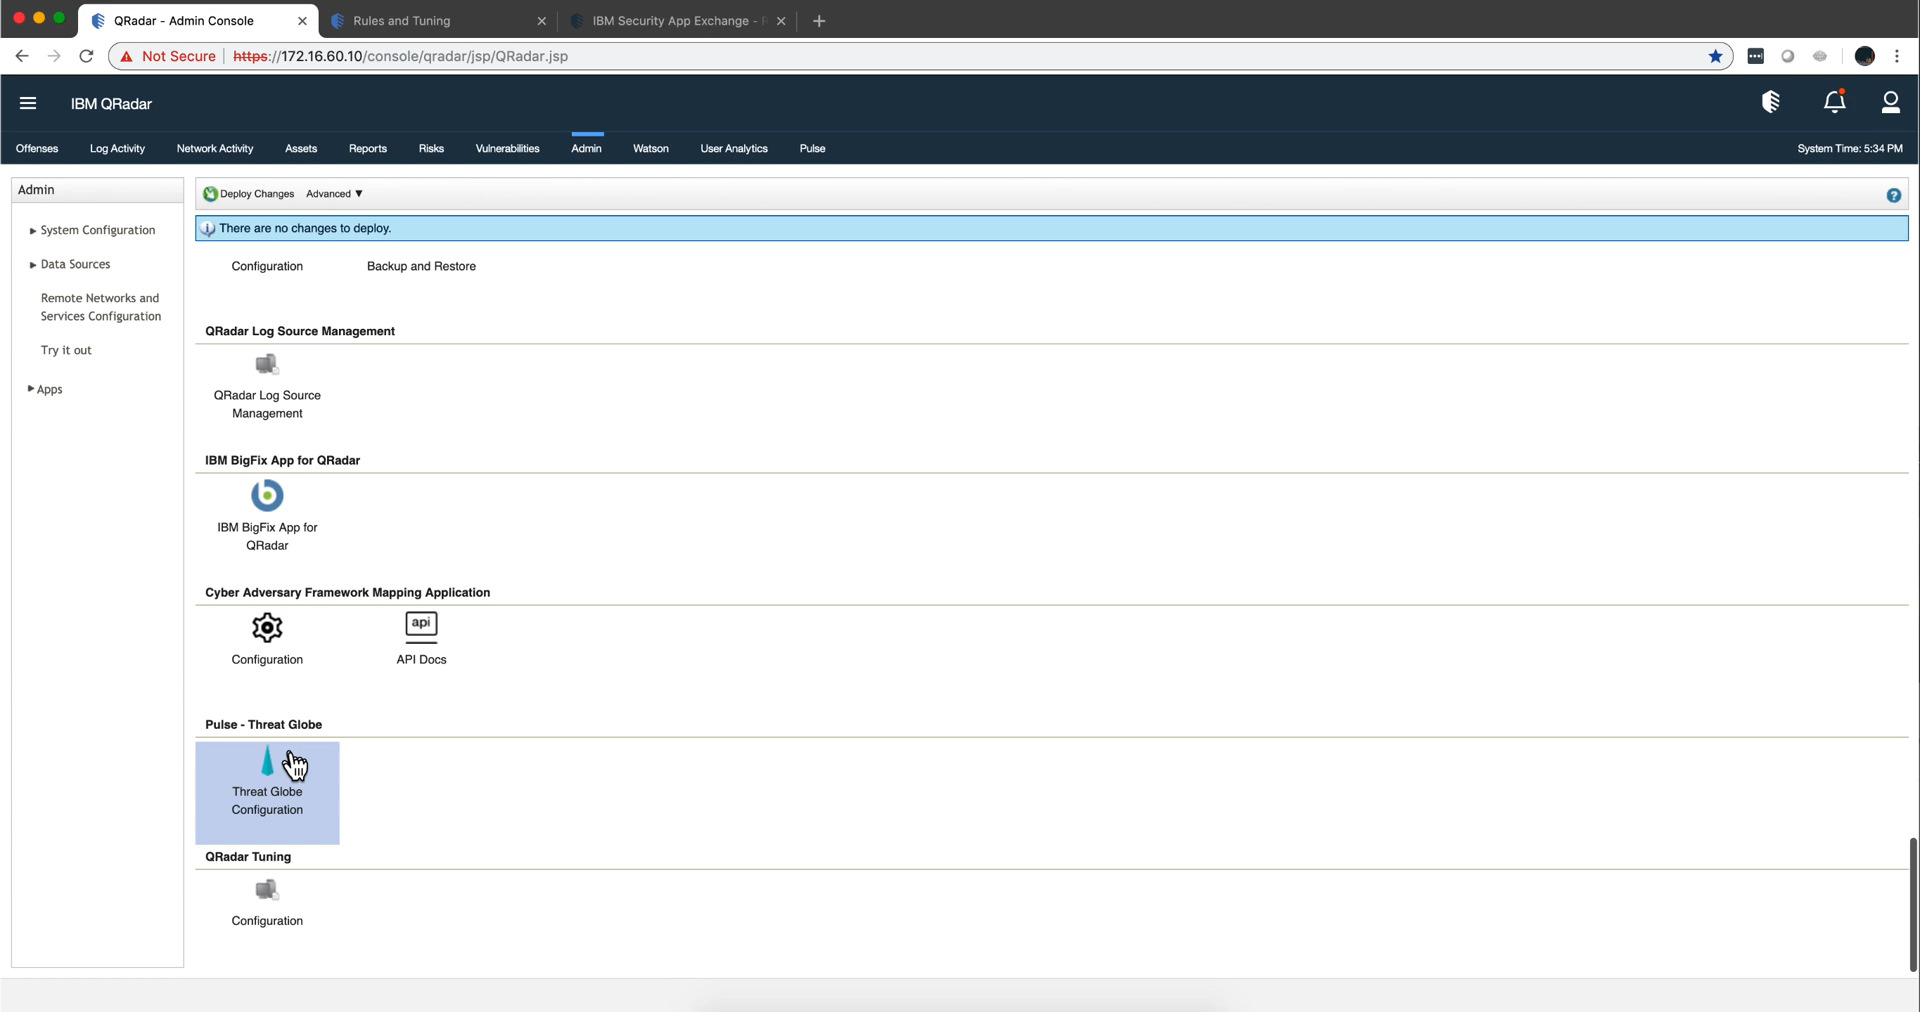 QRadar - Admin Console
Rules and Tuning
IBM Security App Exchange -
Not Secure
https://172.16.60.10/console/qradar/jsp/QRadar.jsp
IBM QRadar
Offenses
Log Activity
Network Activity
Assets
Reports
Risks
Vulnerabilities
Admin
Watson
User Analytics
Pulse
System Time: 5:34 PM
Admin
System Configuration
Data Sources
Remote Networks and
Services Configuration
Try it out
Apps
Deploy Changes
Advanced ▼
There are no changes to deploy.
Configuration
Backup and Restore
QRadar Log Source Management
QRadar Log Source
Management
IBM BigFix App for QRadar
IBM BigFix App for
QRadar
Cyber Adversary Framework Mapping Application
api
Configuration
API Docs
Pulse - Threat Globe
Threat Globe
Configuration
QRadar Tuning
Configuration